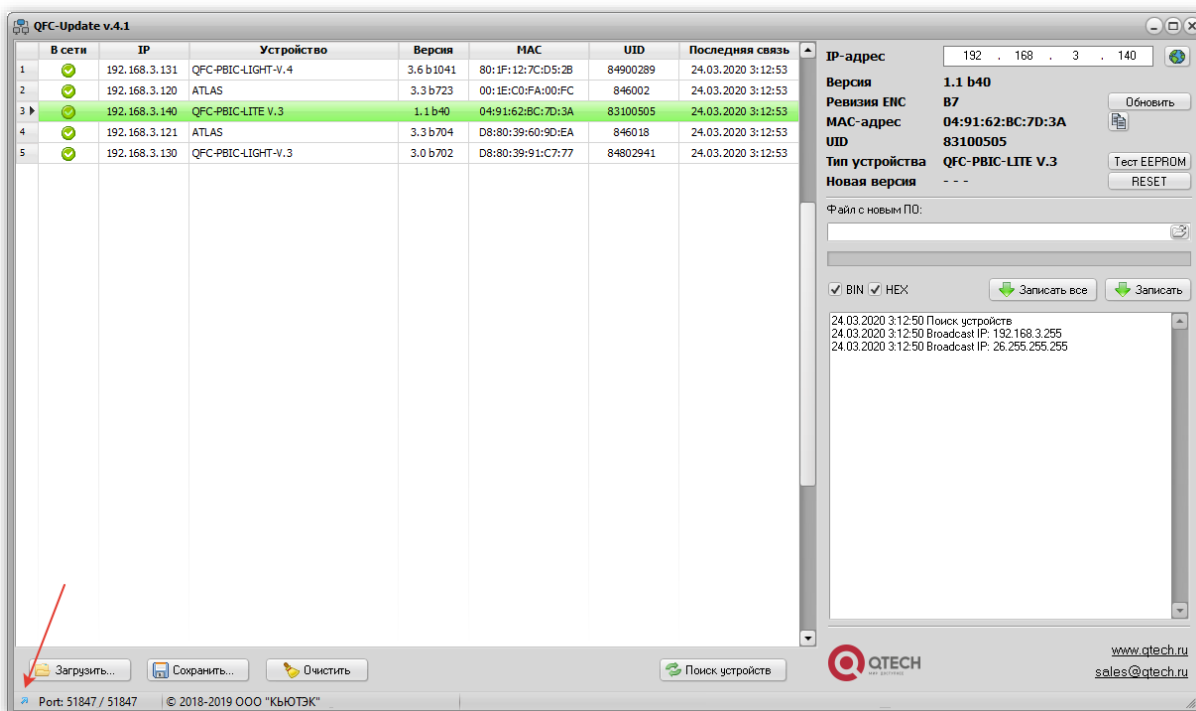 QFC-Update v.4.1
В сети IP Устройство Версия MAC UID Последняя связь
1 192.168.3.131 QFC-PBIC-LIGHT-V.4 3.6 b1041 80:1F:12:7C:D5:2B 84900289 24.03.2020 3:12:53
2 192.168.3.120 ATLAS 3.3 b723 00:1E:C0:FA:00:FC 846002 24.03.2020 3:12:53
3 192.168.3.140 QFC-PBIC-LITE V.3 1.1 b40 04:91:62:BC:7D:3A 83100505 24.03.2020 3:12:53
4 192.168.3.121 ATLAS 3.3 b704 D8:80:39:60:9D:EA 846018 24.03.2020 3:12:53
5 192.168.3.130 QFC-PBIC-LIGHT-V.3 3.0 b702 D8:80:39:91:C7:77 84802941 24.03.2020 3:12:53
IP-адрес 192 . 168 . 3 . 140
Версия 1.1 b40
Ревизия ENC B7 Обновить
MAC-адрес 04:91:62:BC:7D:3A
UID 83100505
Тип устройства QFC-PBIC-LITE V.3 Тест EEPROM
Новая версия - - - RESET
Файл с новым ПО:
BIN HEX Записать все Записать
24.03.2020 3:12:50 Поиск устройств
24.03.2020 3:12:50 Broadcast IP: 192.168.3.255
24.03.2020 3:12:50 Broadcast IP: 26.255.255.255
Загрузить... Сохранить... Очистить Поиск устройств
QTECH
www.qtech.ru
sales@qtech.ru
Port: 51847 / 51847 © 2018-2019 ООО "КЬЮТЭК"